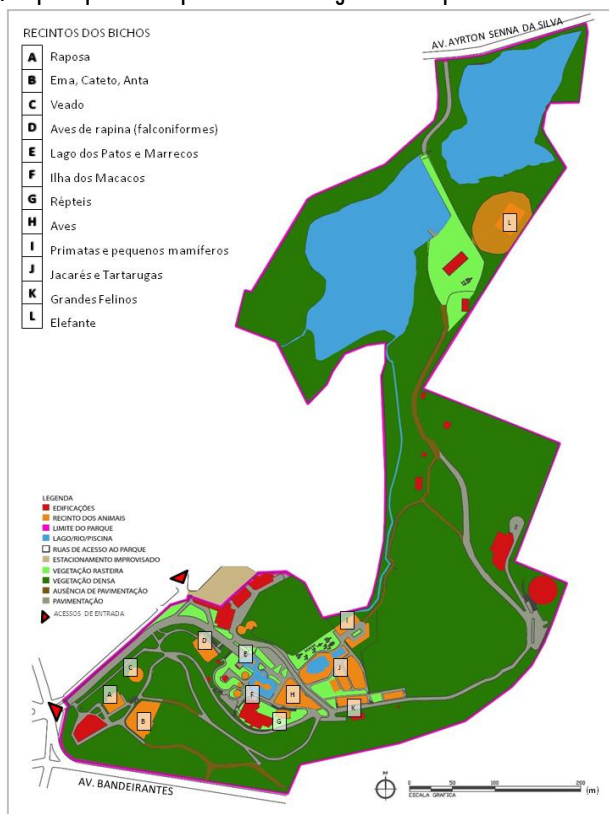 RECINTOS DOS BICHOS
A Raposa
B Ema, Cateto, Anta
C Veado
D Aves de rapina (falconiformes)
E Lago dos Patos e Marrecos
F Ilha dos Macacos
G Répteis
H Aves
I Primatas e pequenos mamíferos
J Jacarés e Tartarugas
K Grandes Felinos
L Elefante
AV. AYRTON SENNA DA SILVA
L
LEGENDA
EDIFICAÇÕES
RECINTO DOS ANIMAIS
LIMITE DO PARQUE
LAGO/RIO/PISCINA
RUAS DE ACESSO AO PARQUE
ESTACIONAMENTO IMPROVISADO
VEGETAÇÃO RASTEIRA
VEGETAÇÃO DENSA
AUSÊNCIA DE PAVIMENTAÇÃO
PAVIMENTAÇÃO
ACESSOS DE ENTRADA
I
D
E
C
J
A
F
H
K
B
G
AV. BANDEIRANTES
0 50 100 200 (m)
ESCALA GRAFICA